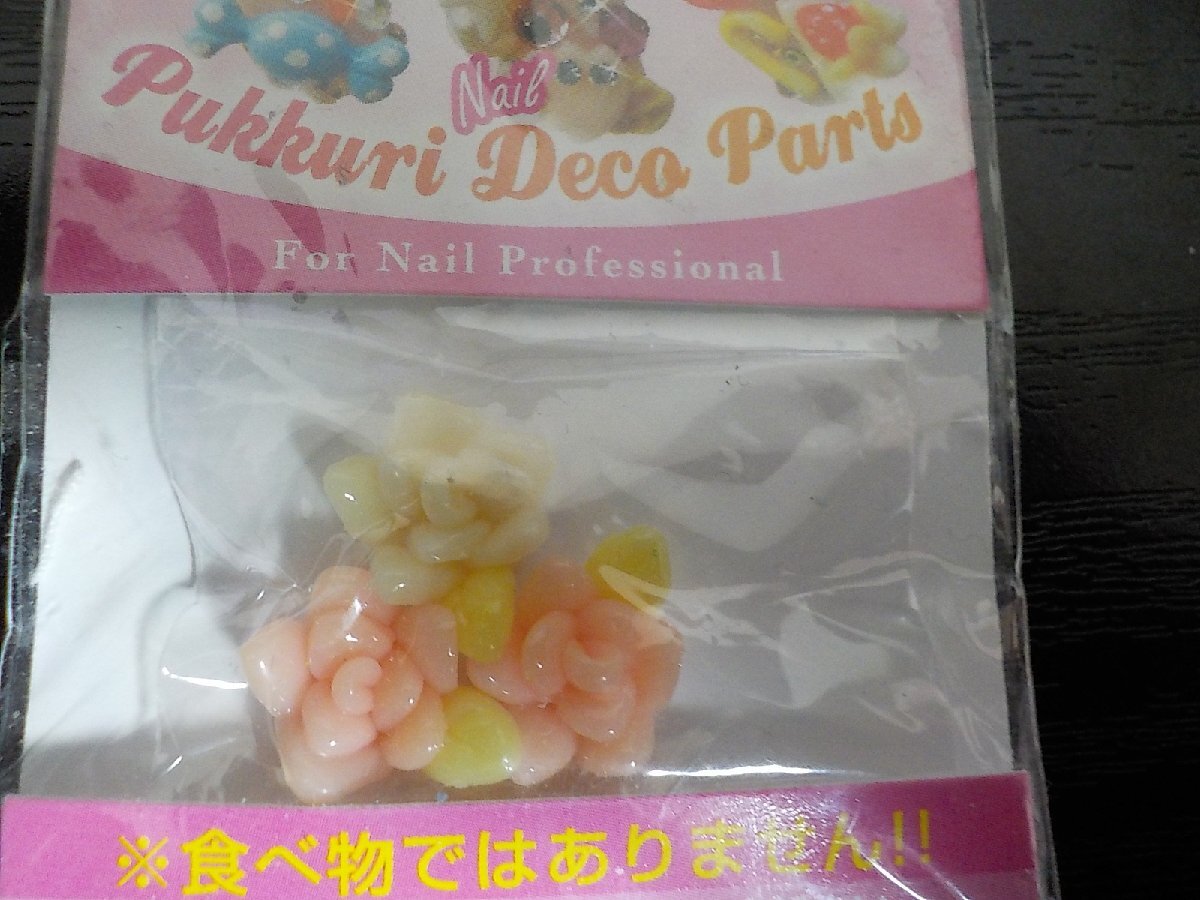 Nail
Pukkuri Deco Parts
For Nail Professional
※食べ物ではありません!!